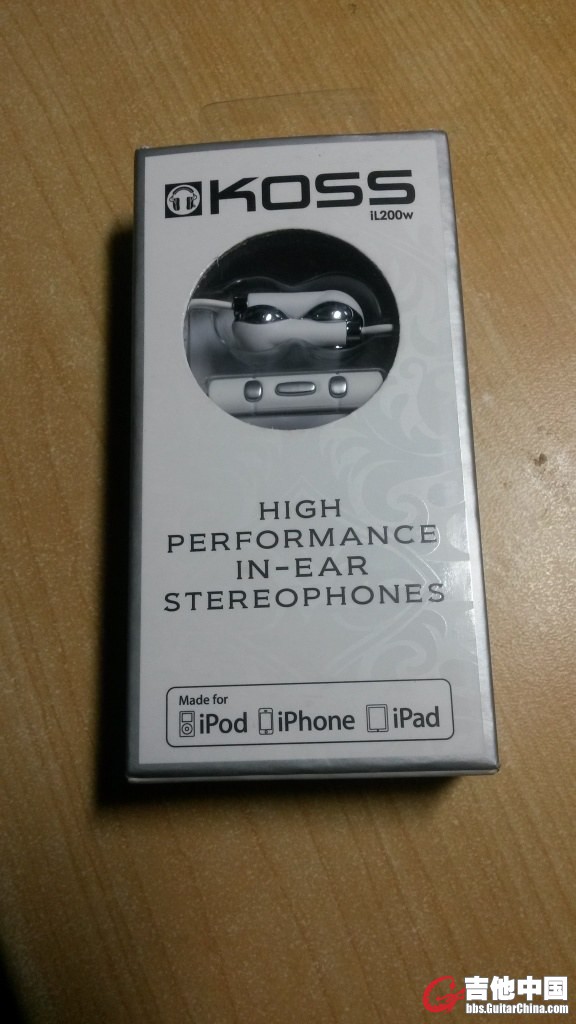 KOSS
iL200w
HIGH
PERFORMANCE
IN-EAR
STEREOPHONES
Made for
iPod iPhone iPad
吉他中国
bbs.GuitarChina.com